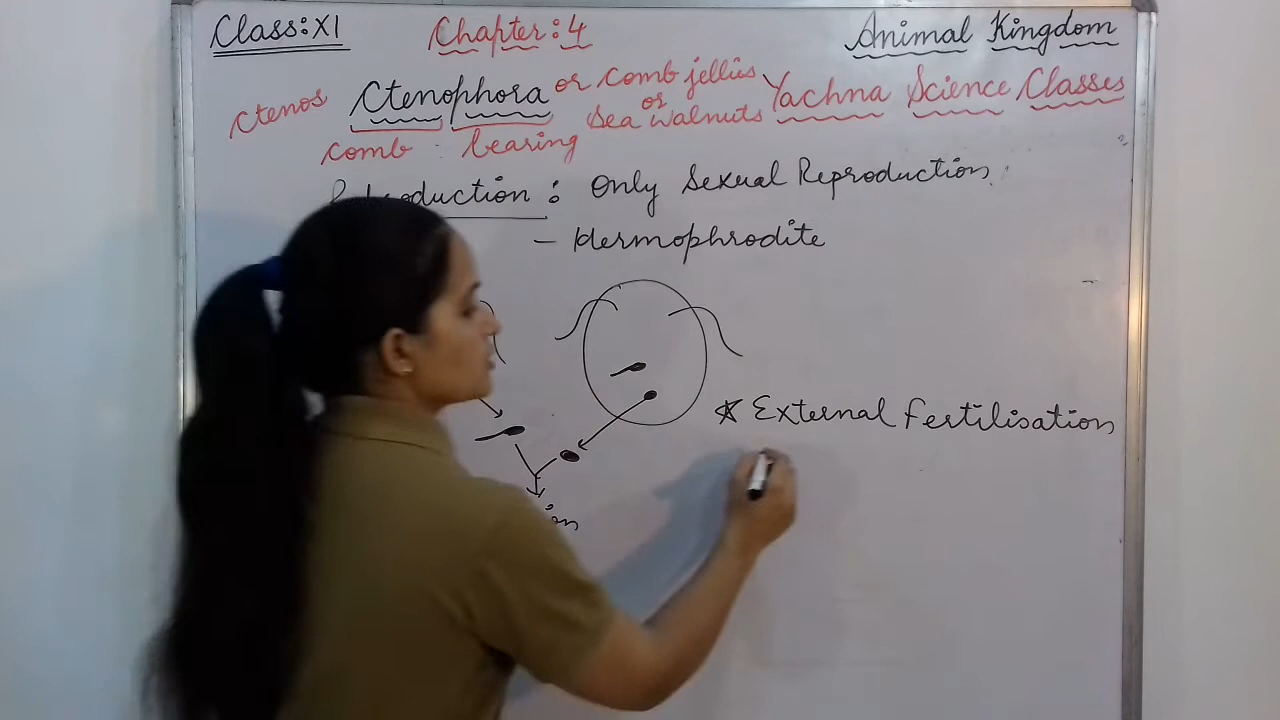 Class:XI Chapter:4 Animal Kingdom
ctenos Ctenophora or comb jellies Yachna Science Classes
or
Sea walnuts
comb : bearing
Reproduction : Only Sexual Reproduction
- Hermophrodite
* External Fertilisation